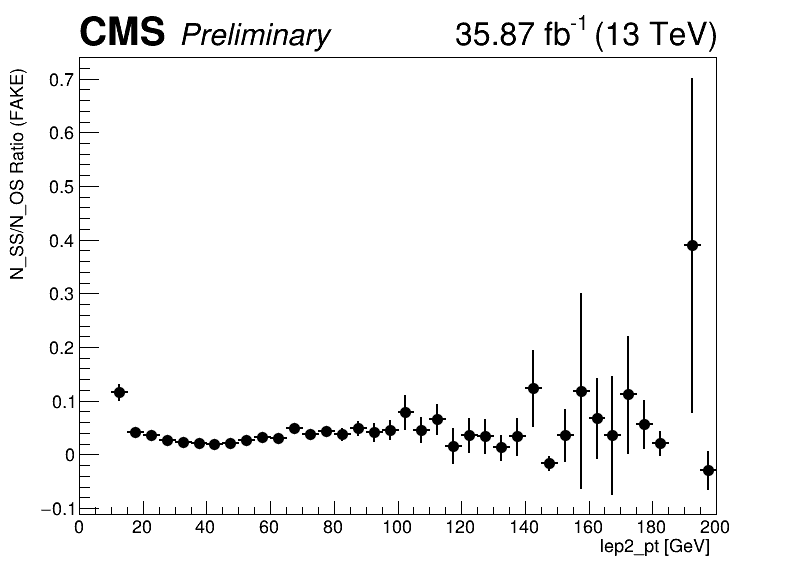 CMS Preliminary 35.87 fb-1 (13 TeV)
N_SS/N_OS Ratio (FAKE)
0.7
0.6
0.5
0.4
0.3
0.2
0.1
0
−0.1
0 20 40 60 80 100 120 140 160 180 200
lep2_pt [GeV]